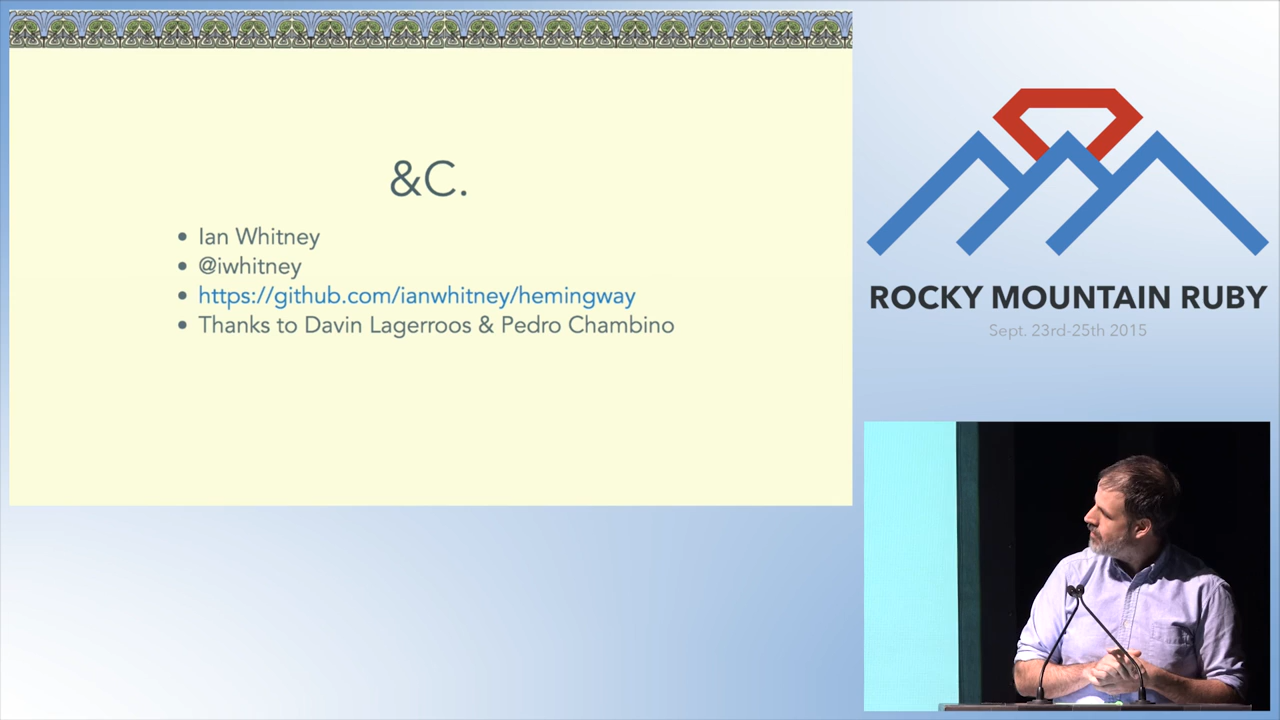 &C.
Ian Whitney
@iwhitney
https://github.com/ianwhitney/hemingway
Thanks to Davin Lagerroos & Pedro Chambino
ROCKY MOUNTAIN RUBY
Sept. 23rd-25th 2015